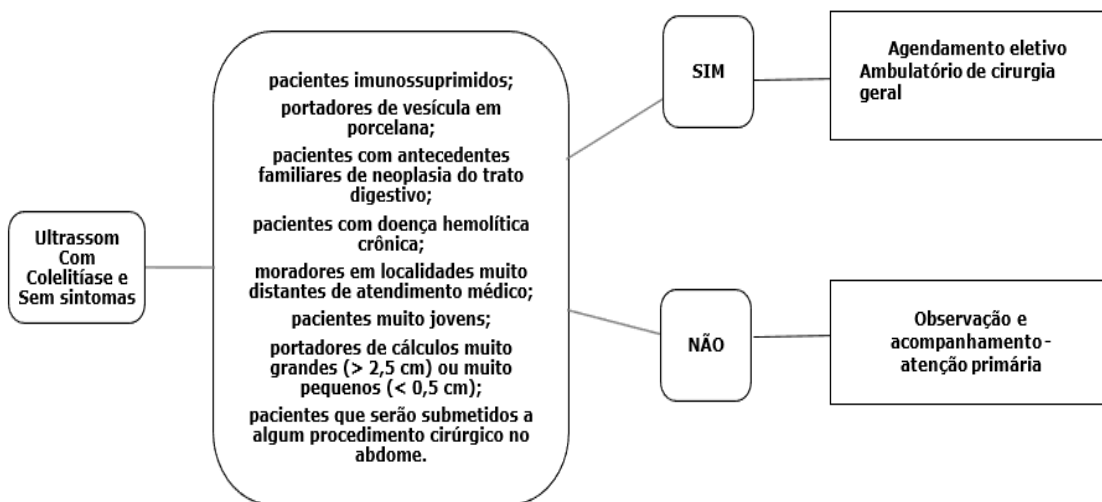 Ultrassom
Com
Colelitíase e
Sem sintomas
pacientes imunossuprimidos;
portadores de vesícula em
porcelana;
pacientes com antecedentes
familiares de neoplasia do trato
digestivo;
pacientes com doença hemolítica
crônica;
moradores em localidades muito
distantes de atendimento médico;
pacientes muito jovens;
portadores de cálculos muito
grandes (> 2,5 cm) ou muito
pequenos (< 0,5 cm);
pacientes que serão submetidos a
algum procedimento cirúrgico no
abdome.
SIM
Agendamento eletivo
Ambulatório de cirurgia
geral
NÃO
Observação e
acompanhamento-
atenção primária